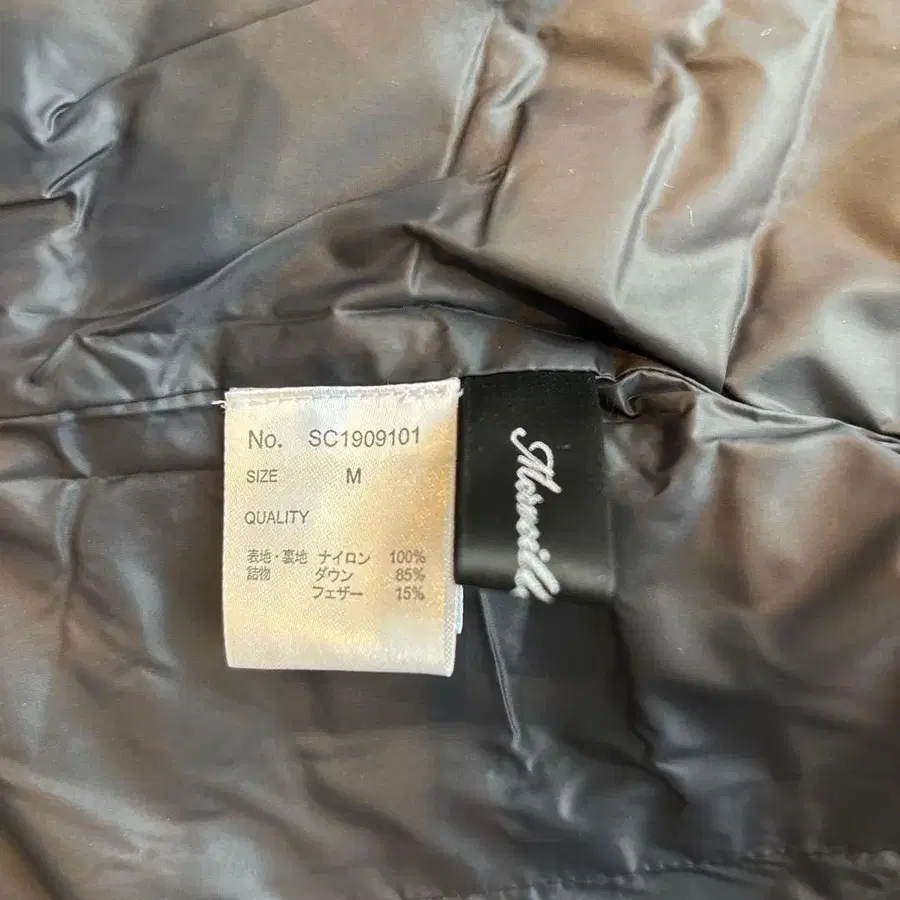 No. SC1909101
SIZE M
QUALITY
表地・裏地 ナイロン 100%
詰物 ダウン 85%
フェザー 15%